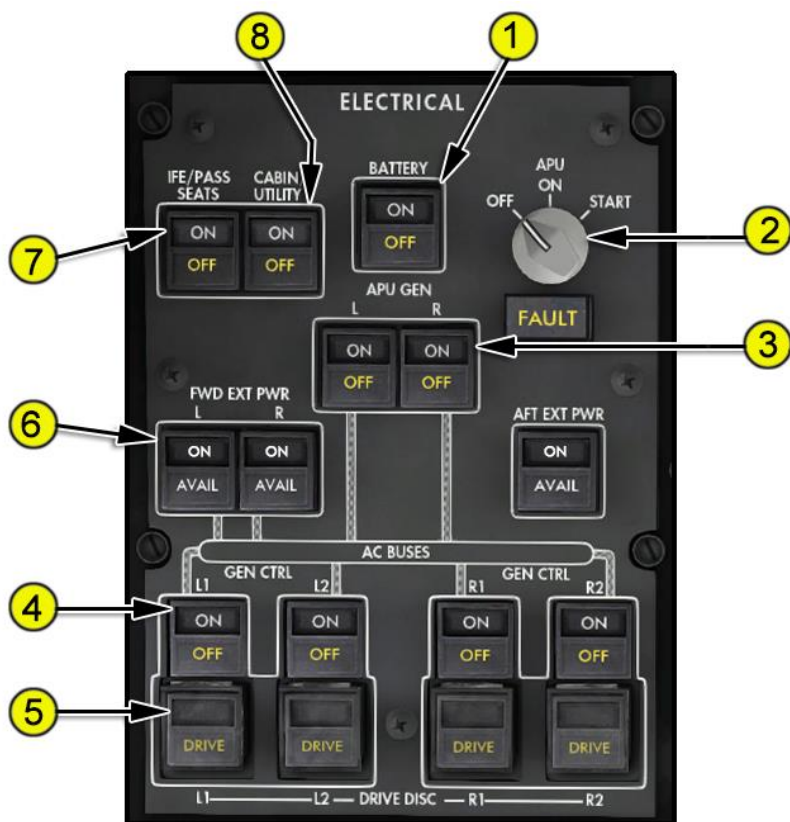 8
1
ELECTRICAL
IFE/PASS SEATS
CABIN UTILITY
BATTERY
APU
OFF
ON
START
7
ON
ON
ON
2
OFF
OFF
OFF
APU GEN
FAULT
L
R
ON
ON
3
OFF
OFF
FWD EXT PWR
AFT EXT PWR
L
R
6
ON
ON
ON
AVAIL
AVAIL
AVAIL
AC BUSES
GEN CTRL
GEN CTRL
L1
L2
R1
R2
4
ON
ON
ON
ON
OFF
OFF
OFF
OFF
5
DRIVE
DRIVE
DRIVE
DRIVE
L1
L2
DRIVE DISC
R1
R2